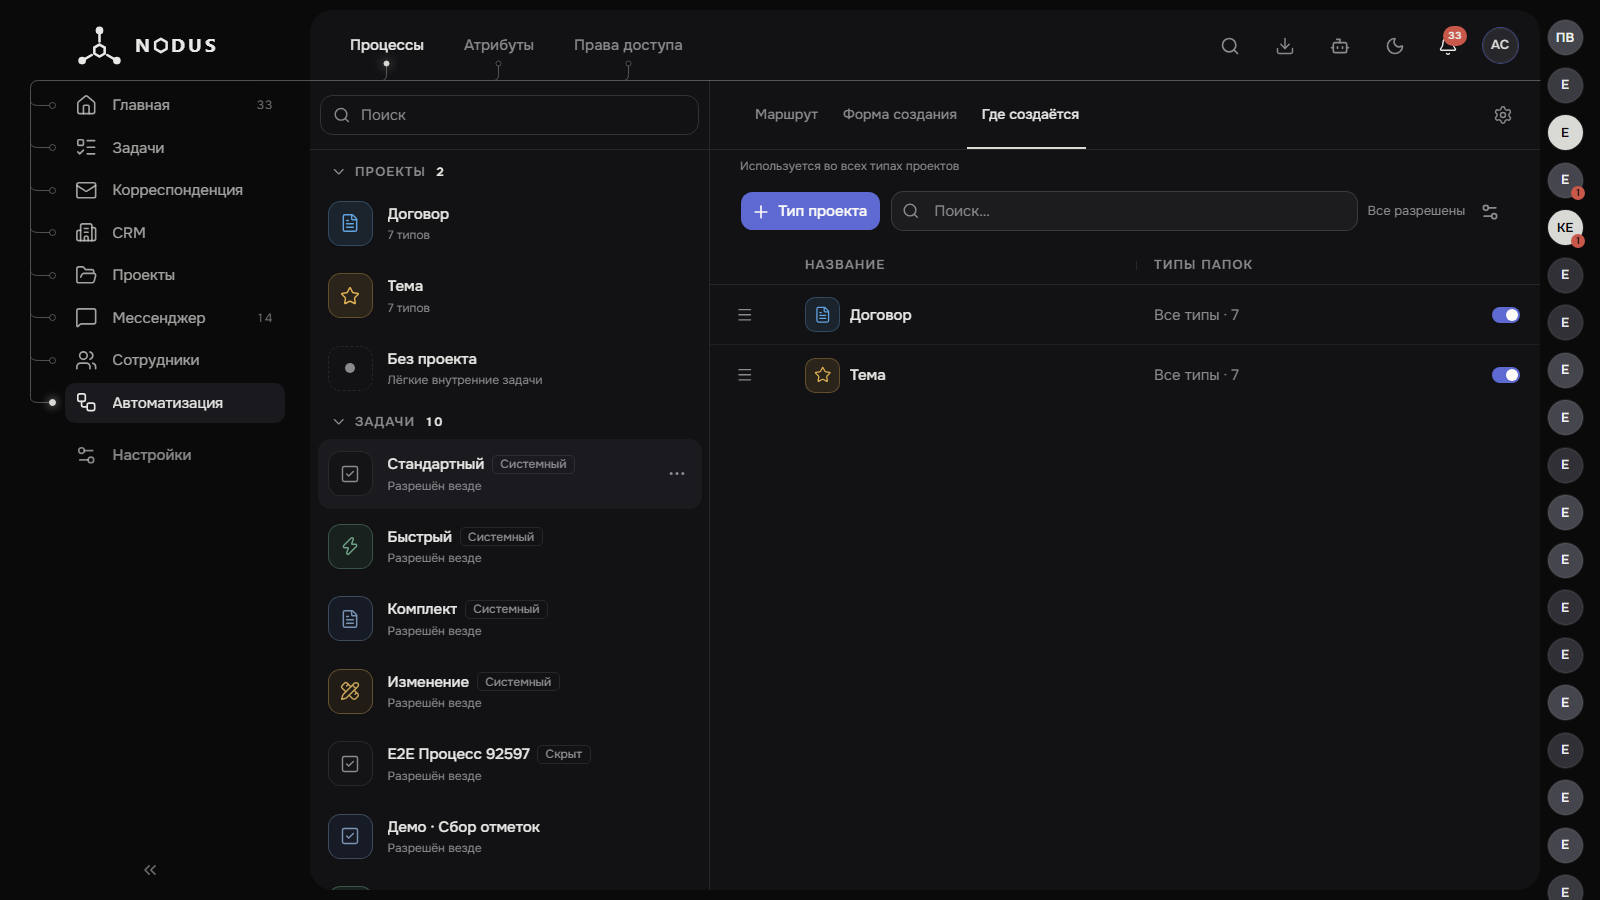 NODUS
Главная 33
Задачи
Корреспонденция
CRM
Проекты
Мессенджер 14
Сотрудники
Автоматизация
Настройки
Процессы Атрибуты Права доступа
33
АС
Поиск
ПРОЕКТЫ 2
Договор
7 типов
Тема
7 типов
Без проекта
Лёгкие внутренние задачи
ЗАДАЧИ 10
Стандартный Системный
Разрешён везде
Быстрый Системный
Разрешён везде
Комплект Системный
Разрешён везде
Изменение Системный
Разрешён везде
E2E Процесс 92597 Скрыт
Разрешён везде
Демо · Сбор отметок
Разрешён везде
Маршрут Форма создания Где создаётся
Используется во всех типах проектов
Тип проекта
Поиск...
Все разрешены
НАЗВАНИЕ ТИПЫ ПАПОК
Договор Все типы · 7
Тема Все типы · 7
ПВ
Е
Е
Е
1
КЕ
1
Е
Е
Е
Е
Е
Е
Е
Е
Е
Е
Е
Е
Е
Е